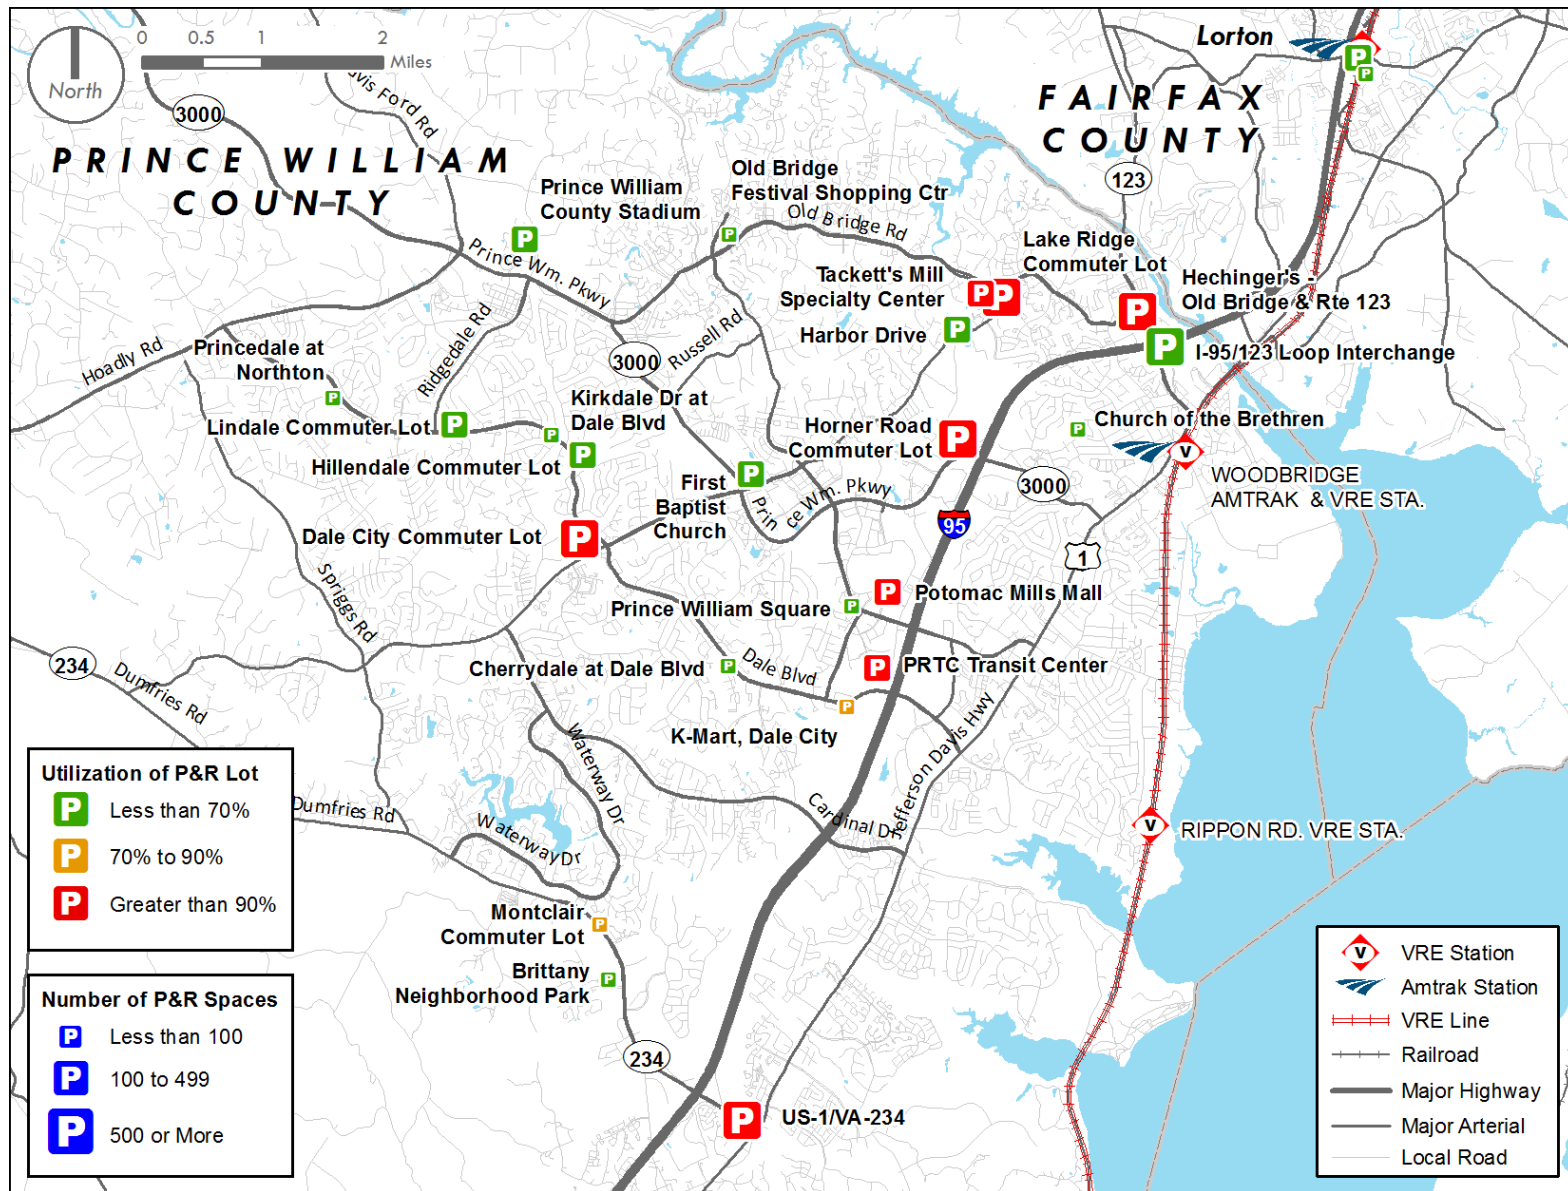 0 0.5 1 2
Miles
North
Lorton
FAIRFAX
COUNTY
PRINCE WILLIAM
COUNTY
3000
avis Ford Rd
123
Prince William
County Stadium
Old Bridge
Festival Shopping Ctr
Old Bridge Rd
Prince Wm. Pkwy
Lake Ridge
Commuter Lot
Tackett's Mill
Specialty Center
Harbor Drive
Hechinger's -
Old Bridge & Rte 123
I-95/123 Loop Interchange
Hoadly Rd
Princedale at
Northton
Ridgedale Rd
3000
Russell Rd
Kirkdale Dr at
Dale Blvd
Lindale Commuter Lot
Hillendale Commuter Lot
Horner Road
Commuter Lot
Church of the Brethren
WOODBRIDGE
AMTRAK & VRE STA.
3000
First
Baptist
Church
Prince Wm. Pkwy
95
1
Dale City Commuter Lot
Spriggs Rd
Prince William Square
Potomac Mills Mall
Cherrydale at Dale Blvd
Dale Blvd
PRTC Transit Center
234
Dumfries Rd
K-Mart, Dale City
Jefferson Davis Hwy
Waterway Dr
Cardinal Dr
Dumfries Rd
Waterway Dr
RIPPON RD. VRE STA.
Montclair
Commuter Lot
Brittany
Neighborhood Park
234
US-1/VA-234
Utilization of P&R Lot
P Less than 70%
P 70% to 90%
P Greater than 90%
Number of P&R Spaces
P Less than 100
P 100 to 499
P 500 or More
V VRE Station
Amtrak Station
VRE Line
Railroad
Major Highway
Major Arterial
Local Road